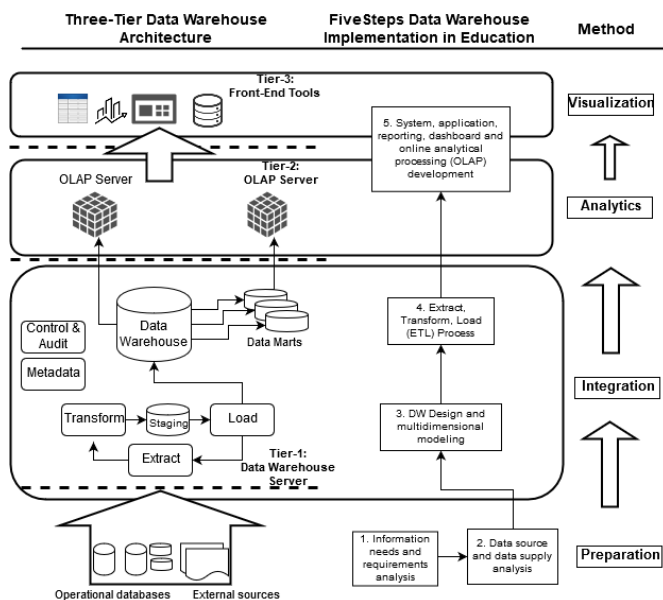 Three-Tier Data Warehouse
Architecture
FiveSteps Data Warehouse
Implementation in Education
Method
Tier-3:
Front-End Tools
Visualization
5. System, application,
reporting, dashboard and
online analytical
processing (OLAP)
development
OLAP Server
Tier-2:
OLAP Server
Analytics
Control &
Audit
Metadata
Data
Warehouse
Data Marts
4. Extract,
Transform, Load
(ETL) Process
Integration
Transform
Staging
Load
Extract
3. DW Design and
multidimensional
modeling
Tier-1:
Data Warehouse
Server
1. Information
needs and
requirements
analysis
2. Data source
and data supply
analysis
Preparation
Operational databases
External sources